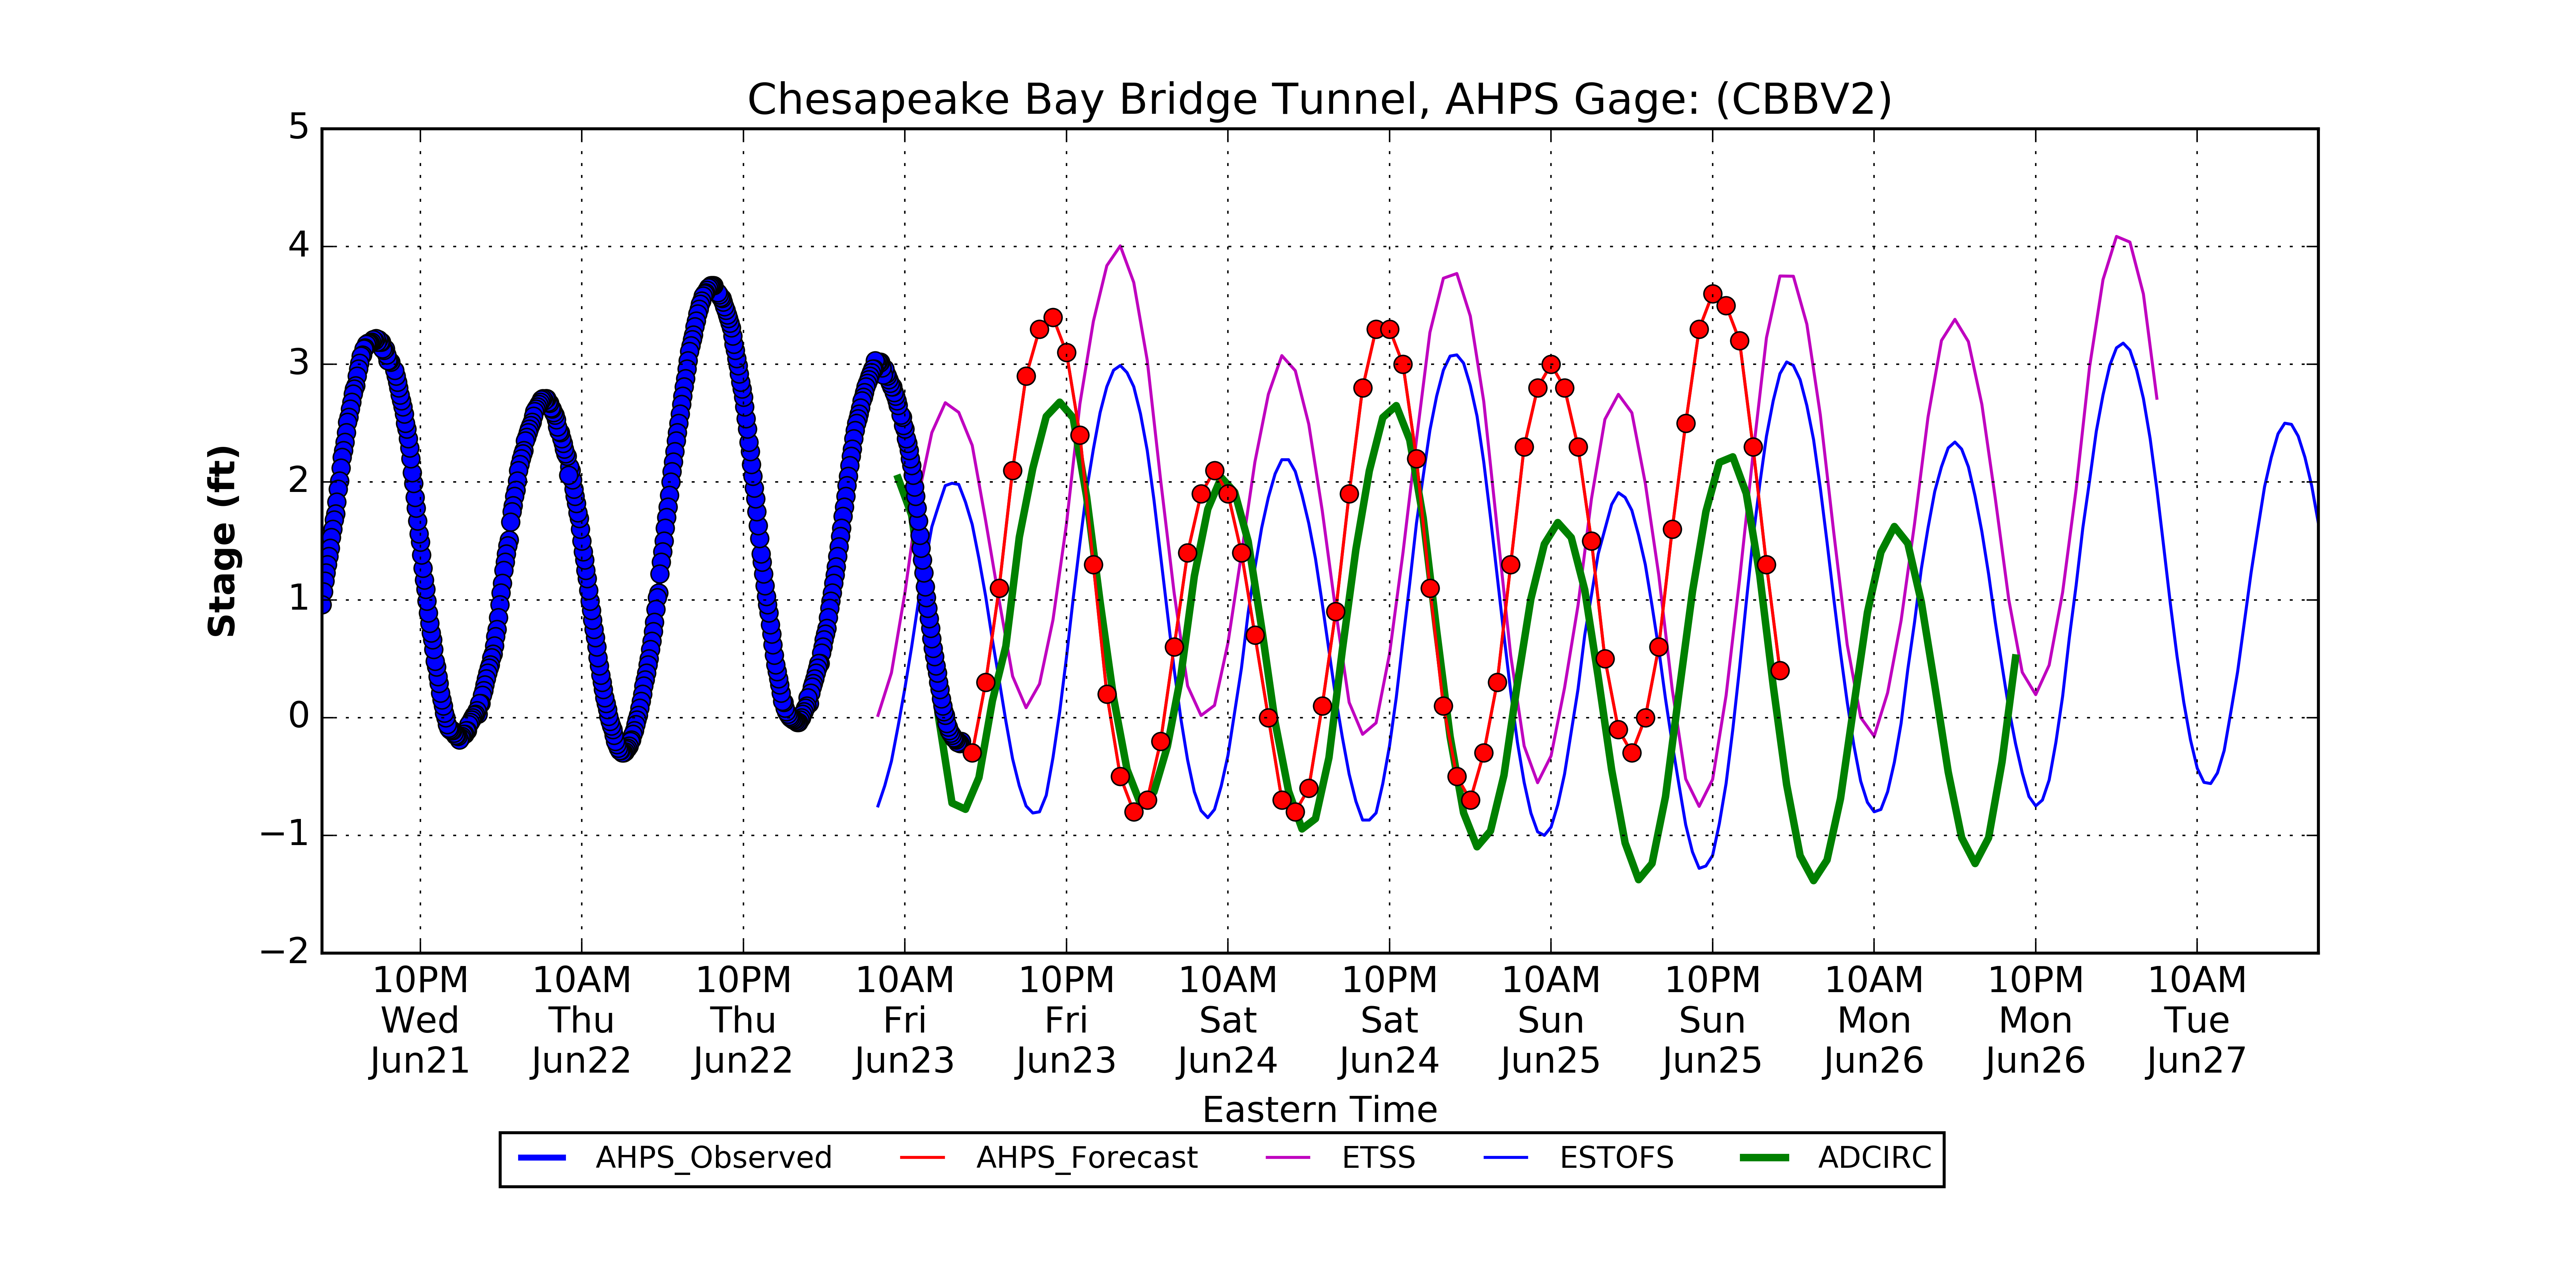 Chesapeake Bay Bridge Tunnel, AHPS Gage: (CBBV2)
5
4
3
2
1
0
−1
−2
Stage (ft)
10PM 10AM 10PM 10AM 10PM 10AM 10PM 10AM 10PM 10AM 10PM 10AM
Wed Thu Thu Fri Fri Sat Sat Sun Sun Mon Mon Tue
Jun21 Jun22 Jun22 Jun23 Jun23 Jun24 Jun24 Jun25 Jun25 Jun26 Jun26 Jun27
Eastern Time
AHPS_Observed AHPS_Forecast ETSS ESTOFS ADCIRC